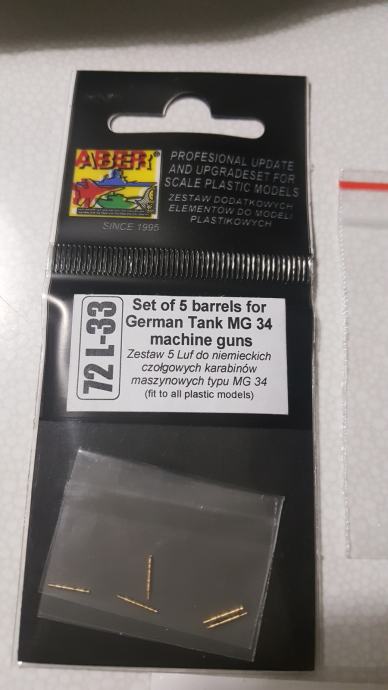 ABER®
PROFESIONAL UPDATE
AND UPGRADESET FOR
SCALE PLASTIC MODELS
ZESTAW DODATKOWYCH
ELEMENTÓW DO MODELI
PLASTIKOWYCH
SINCE 1995
72 L-33
Set of 5 barrels for
German Tank MG 34
machine guns
Zestaw 5 Luf do niemieckich
czołgowych karabinów
maszynowych typu MG 34
(fit to all plastic models)